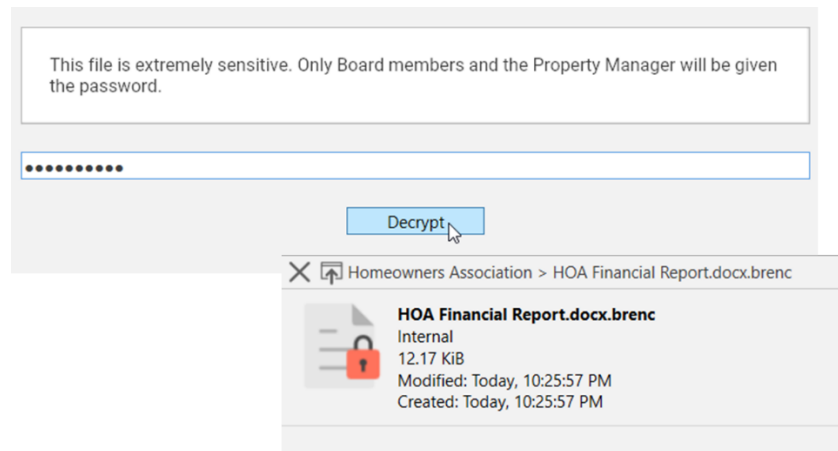 This file is extremely sensitive. Only Board members and the Property Manager will be given
the password.
Decrypt
Homeowners Association > HOA Financial Report.docx.brenc
HOA Financial Report.docx.brenc
Internal
12.17 KiB
Modified: Today, 10:25:57 PM
Created: Today, 10:25:57 PM